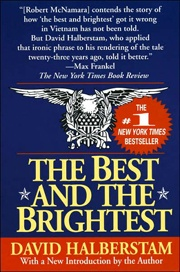 "[Robert McNamara] contends the story of
how 'the best and brightest' got it wrong
in Vietnam has not been told.
But David Halberstam, who applied
that ironic phrase to his rendering of the tale
twenty-three years ago, told it better."
—Max Frankel
The New York Times Book Review
THE
#1
NEW YORK TIMES
BESTSELLER
THE BEST
AND THE
BRIGHTEST
DAVID HALBERSTAM
With a New Introduction by the Author